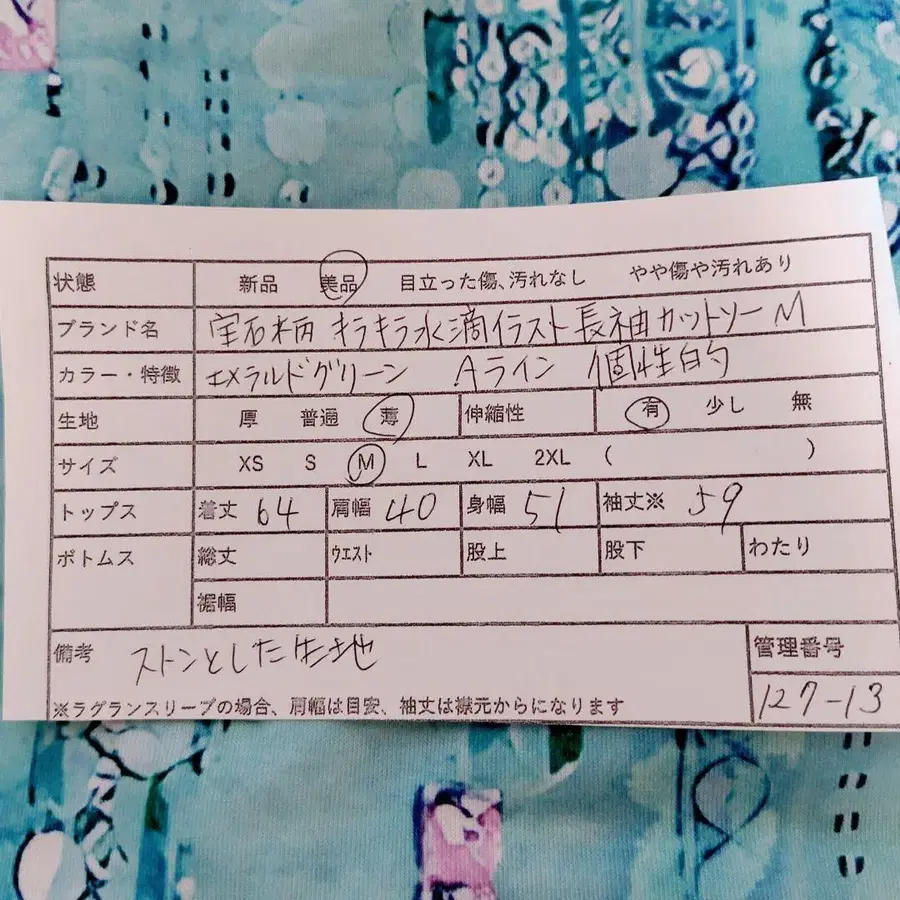 状態 新品 美品 目立った傷、汚れなし やや傷や汚れあり
ブランド名 宝石柄 キラキラ水滴イラスト長袖カットソー M
カラー・特徴 エメラルドグリーン Aライン 個性的
生地 厚 普通 薄 伸縮性 有 少し 無
サイズ XS S M L XL 2XL ( )
トップス 着丈 64 肩幅 40 身幅 51 袖丈※ 59
ボトムス 総丈 ウエスト 股上 股下 わたり
裾幅
備考 ストンとした生地
管理番号
※ラグランスリーブの場合、肩幅は目安、袖丈は襟元からになります
127-13